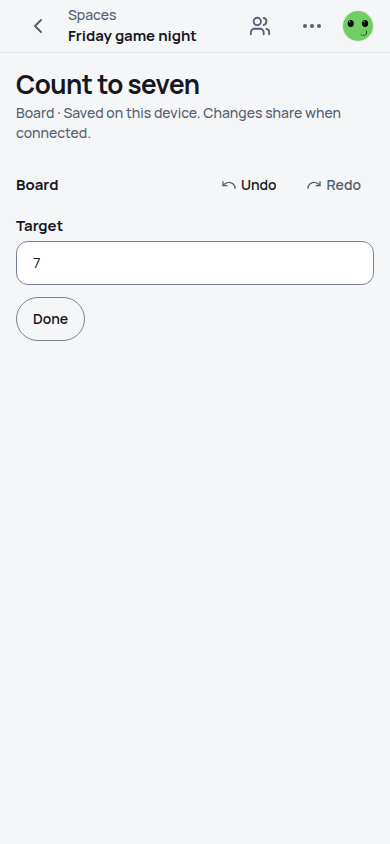 Spaces
Friday game night
Count to seven
Board · Saved on this device. Changes share when
connected.
Board
Undo
Redo
Target
7
Done